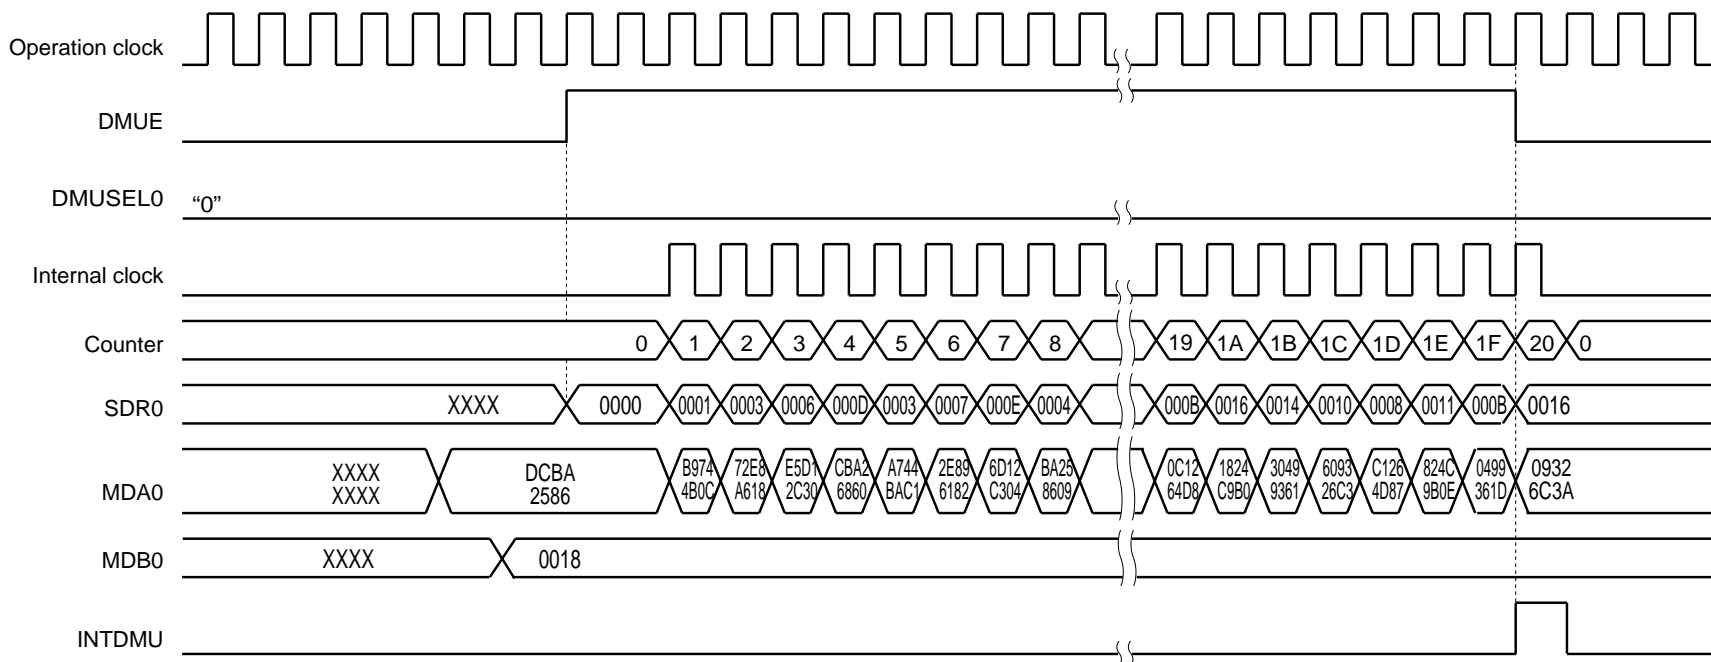 Operation clock
DMUE
DMUSEL0 “0”
Internal clock
Counter 0 1 2 3 4 5 6 7 8 19 1A 1B 1C 1D 1E 1F 20 0
SDR0 XXXX 0000 0001 0003 0006 000D 0003 0007 000E 0004 000B 0016 0014 0010 0008 0011 000B 0016
XXXX DCBA B974 72E8 E5D1 CBA2 A744 2E89 6D12 BA25 0C12 1824 3049 6093 C126 824C 0499 0932
MDA0 XXXX 2586 4B0C A618 2C30 6860 BAC1 6182 C304 8609 64D8 C9B0 9361 26C3 4D87 9B0E 361D 6C3A
MDB0 XXXX 0018
INTDMU